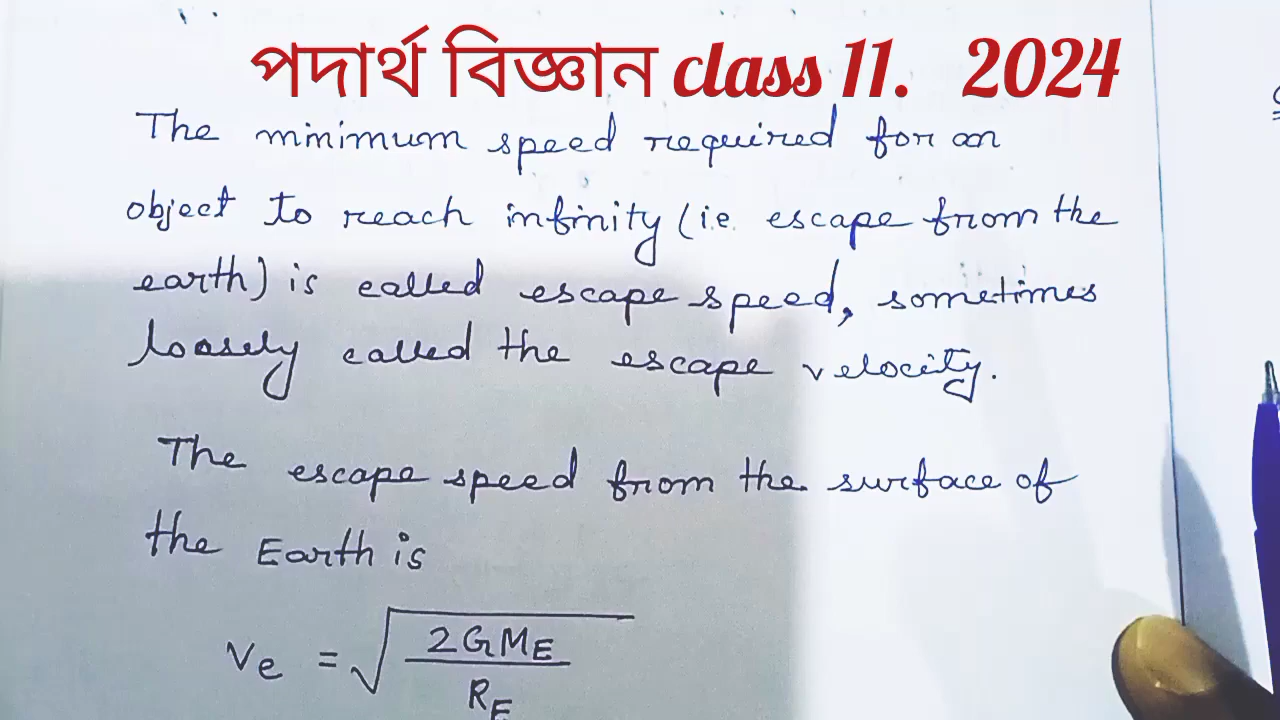 পদার্থ বিজ্ঞান class 11. 2024
The minimum speed required for an
object to reach infinity (i.e. escape from the
earth) is called escape speed, sometimes
loosely called the escape velocity.
The escape speed from the surface of
the Earth is
Ve = √2GME
RE